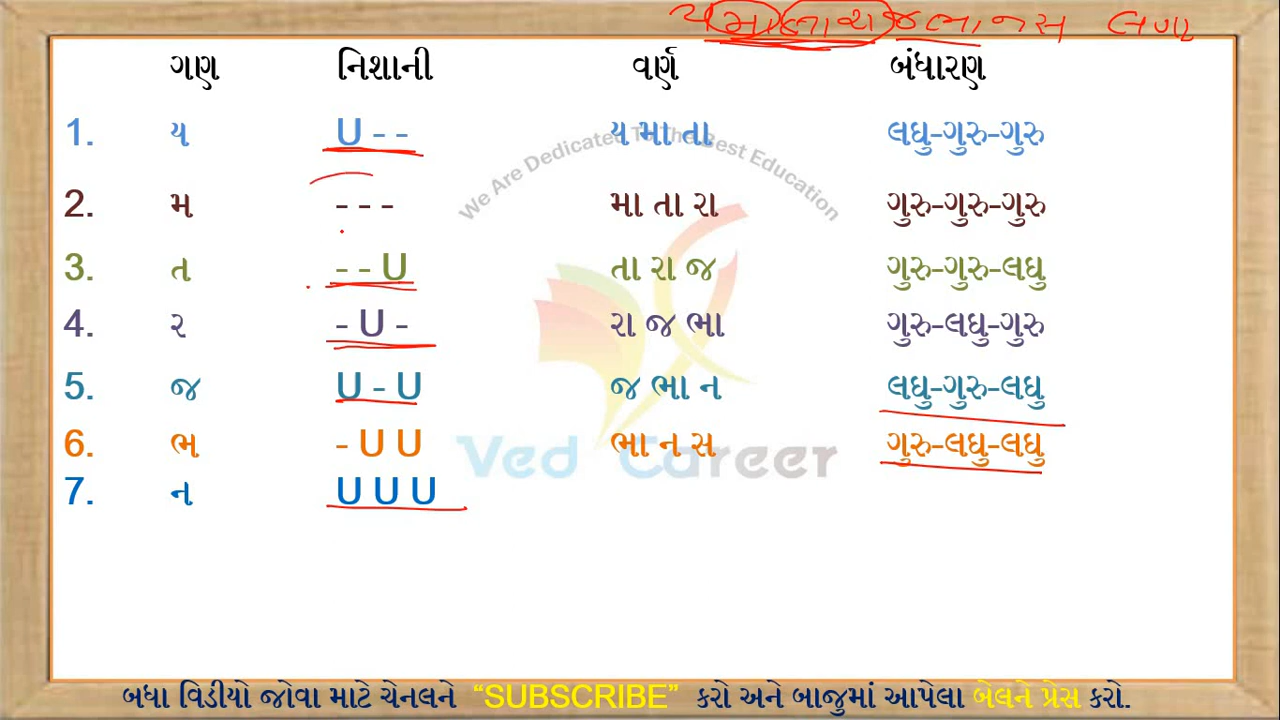 યમાતારાજભાનસ લગા
ગણ નિશાની વર્ણ બંધારણ
1. ય U - - ય મા તા લઘુ-ગુરુ-ગુરુ
We Are Dedicated To The Best Education
2. મ - - - મા તા રા ગુરુ-ગુરુ-ગુરુ
3. ત - - U તા રા જ ગુરુ-ગુરુ-લઘુ
4. ર - U - રા જ ભા ગુરુ-લઘુ-ગુરુ
5. જ U - U જ ભા ન લઘુ-ગુરુ-લઘુ
6. ભ - U U ભા ન સ ગુરુ-લઘુ-લઘુ
Ved Career
7. ન U U U
બધા વિડીયો જોવા માટે ચેનલને “SUBSCRIBE” કરો અને બાજુમાં આપેલા બેલને પ્રેસ કરો.